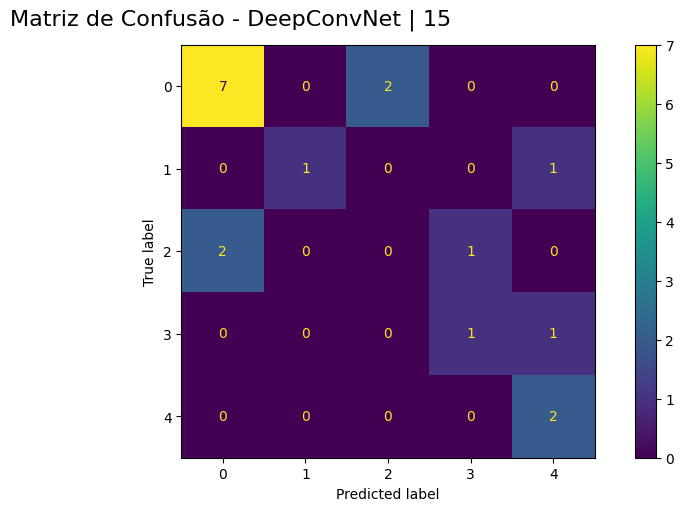 Matriz de Confusão - DeepConvNet | 15
0 7 0 2 0 0
1 0 1 0 0 1
2 2 0 0 1 0
3 0 0 0 1 1
4 0 0 0 0 2
0 1 2 3 4
True label
Predicted label
7
6
5
4
3
2
1
0